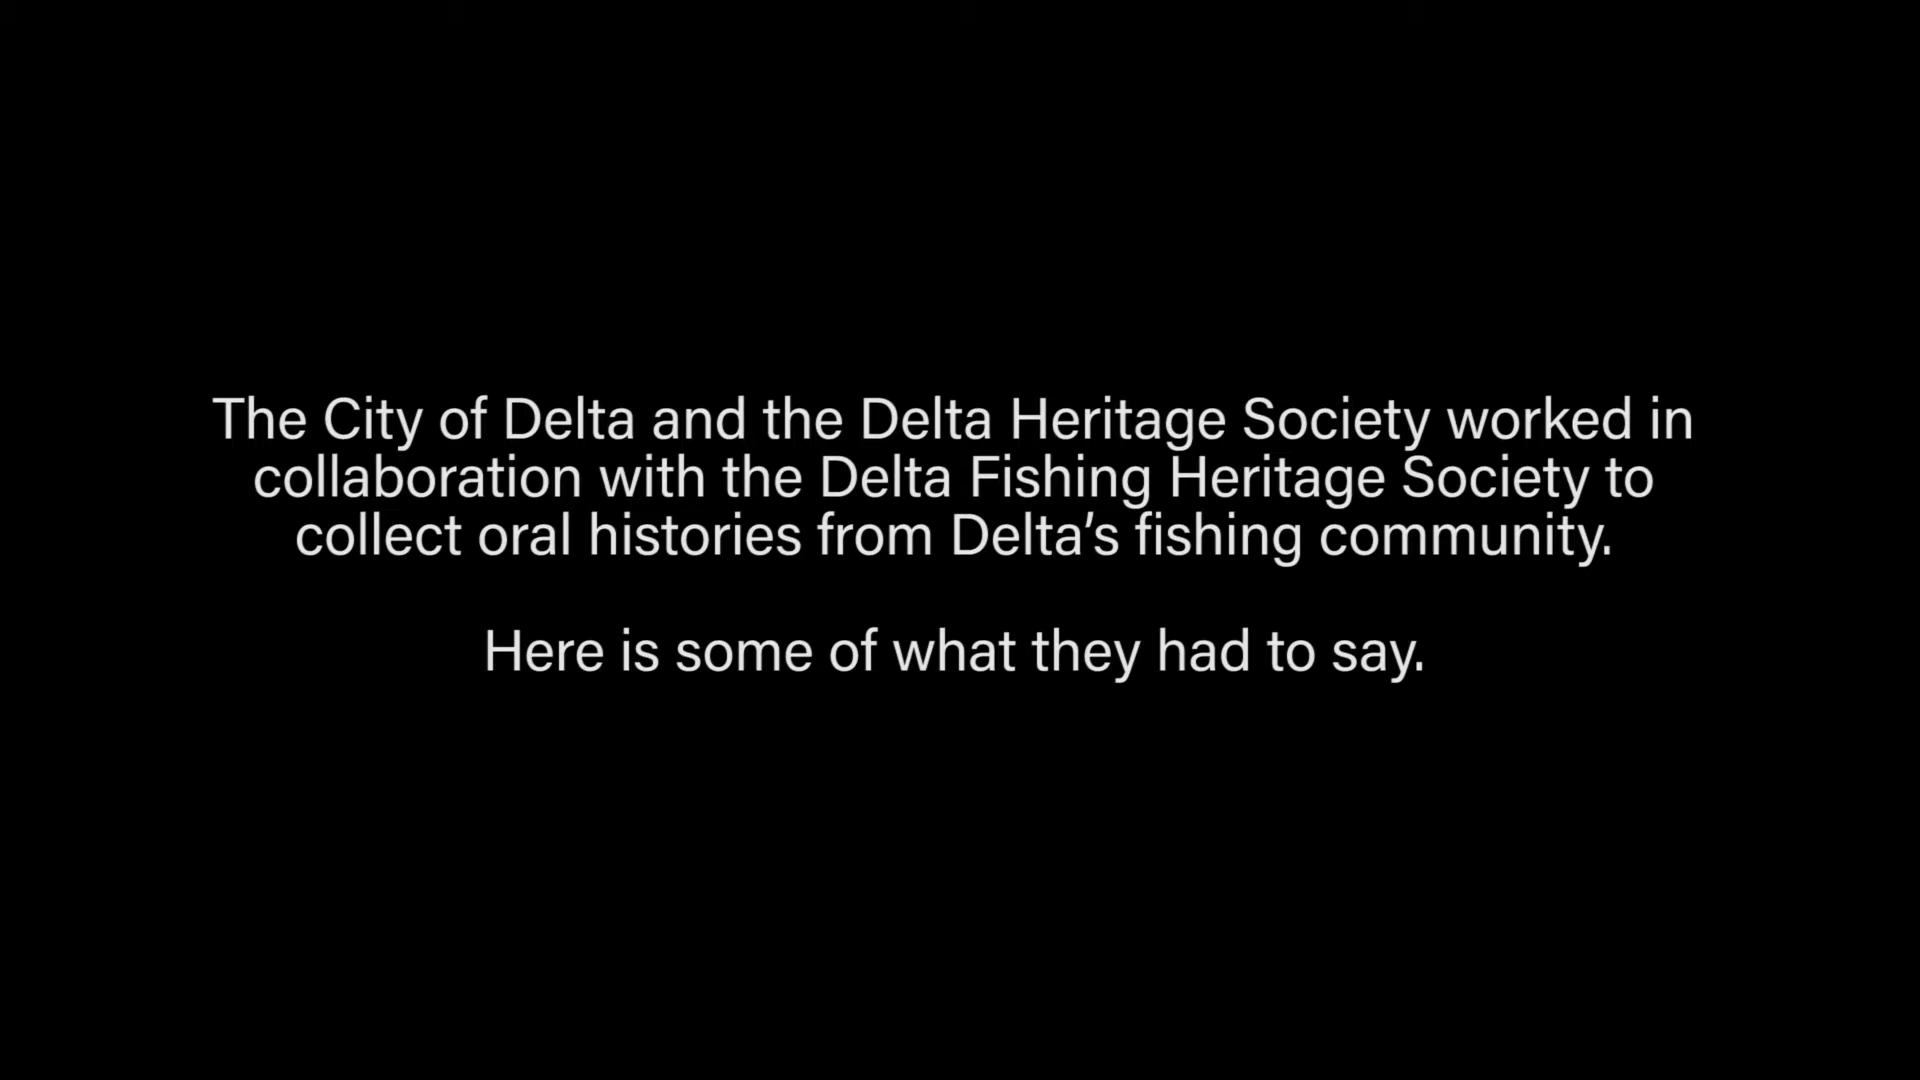 The City of Delta and the Delta Heritage Society worked in
collaboration with the Delta Fishing Heritage Society to
collect oral histories from Delta’s fishing community.
Here is some of what they had to say.